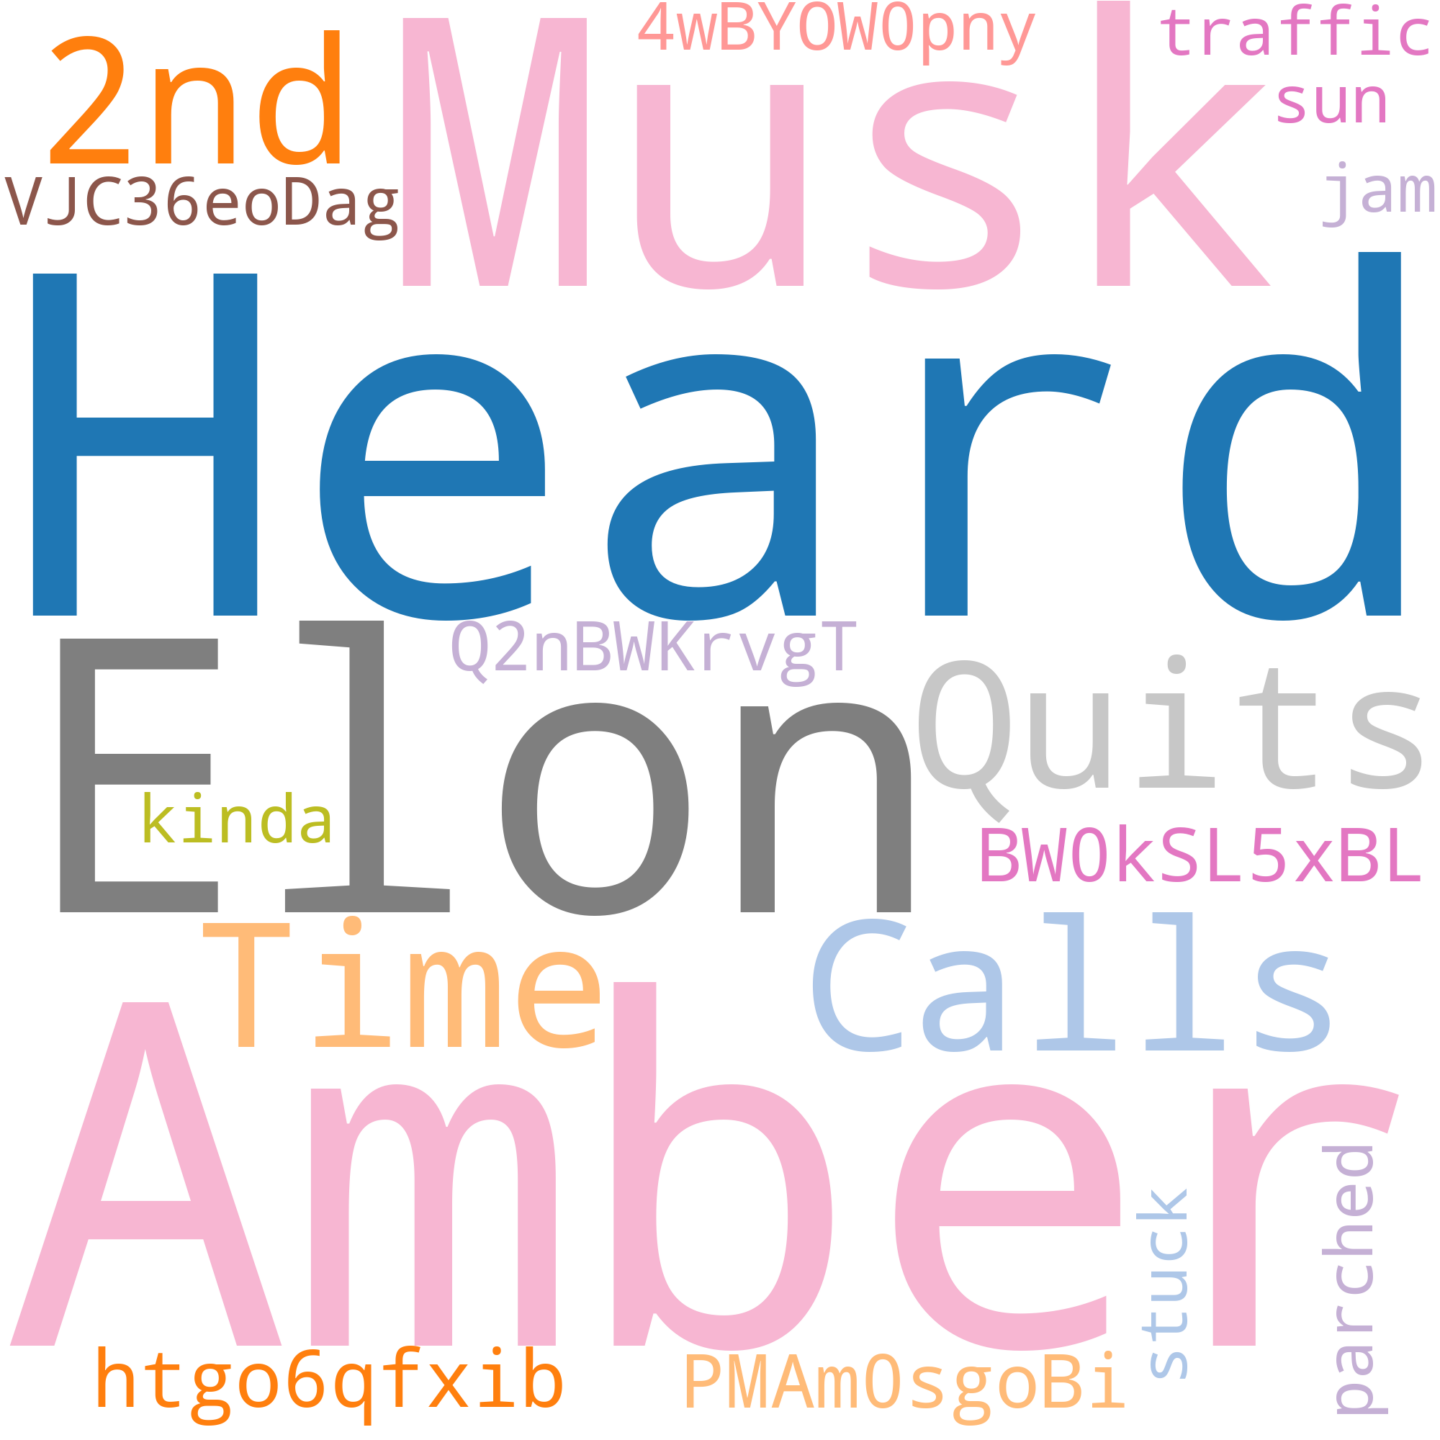 4wBYOW0pny
traffic
2nd
Musk
sun
VJC36eoDag
jam
Heard
Elon
Q2nBWKrvgT
Quits
kinda
BW0kSL5xBL
Time
Calls
Amber
stuck
parched
htgo6qfxib
PMAmOsgoBi